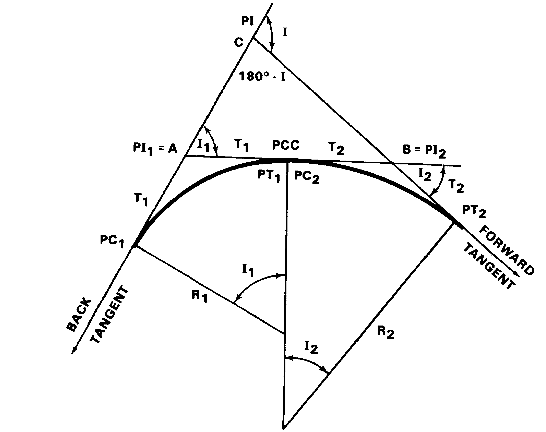 PI
I
C
180° - I
PI1 = A
I1
T1
PCC
T2
B = PI2
I2
T2
T1
PT1
PC2
PT2
PC1
FORWARD
TANGENT
I1
R1
BACK
TANGENT
I2
R2